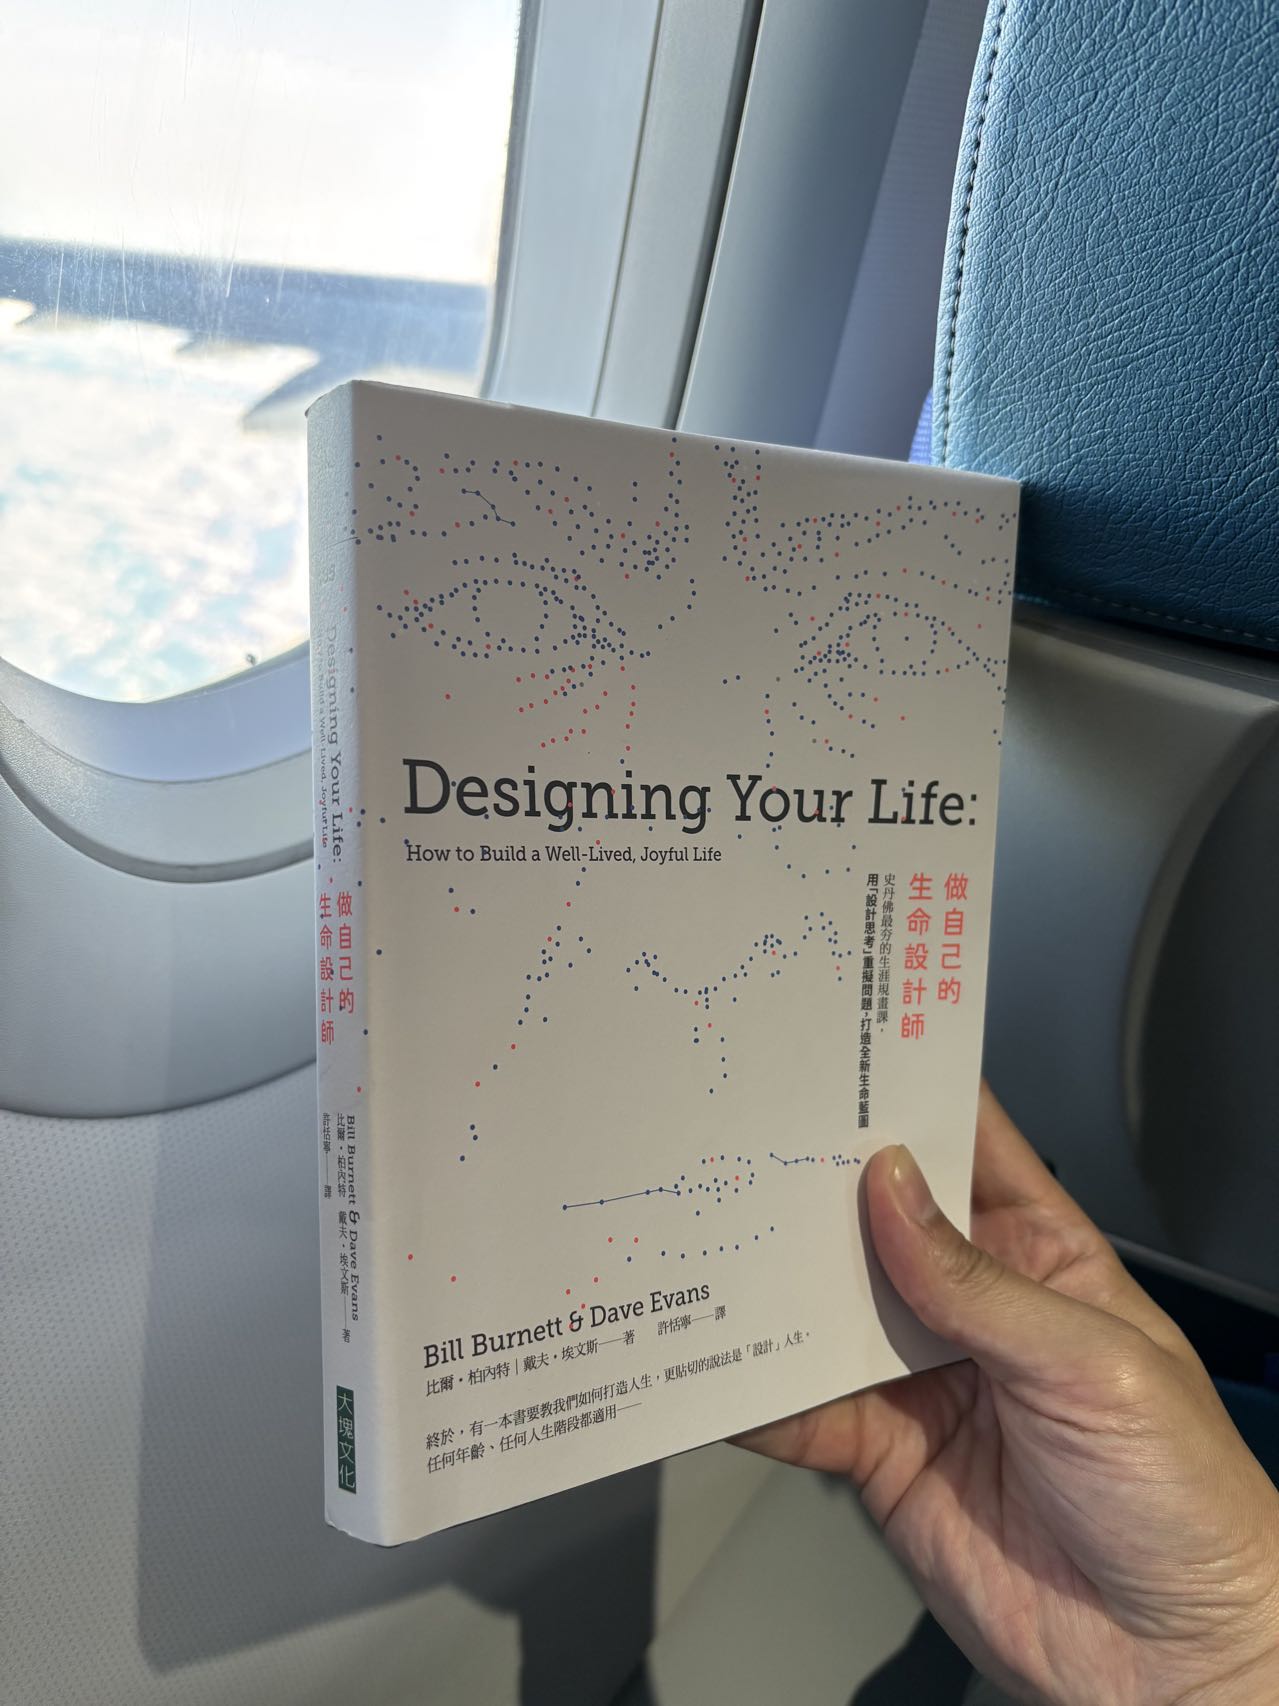 Designing Your Life:
How to Build a Well-Lived, Joyful Life
做自己的
生命設計師
史丹佛最夯的生涯規畫課，
用「設計思考」重擬問題，打造全新生命藍圖
Bill Burnett & Dave Evans
比爾・柏內特｜戴夫・埃文斯──著 許恬寧──譯
終於，有一本書要教我們如何打造人生，更貼切的說法是「設計」人生。
任何年齡、任何人生階段都適用──
Designing Your Life:
How to Build a Well-Lived, Joyful Life
做自己的
生命設計師
Bill Burnett & Dave Evans
比爾・柏內特 戴夫・埃文斯──著
許恬寧──譯
大塊文化